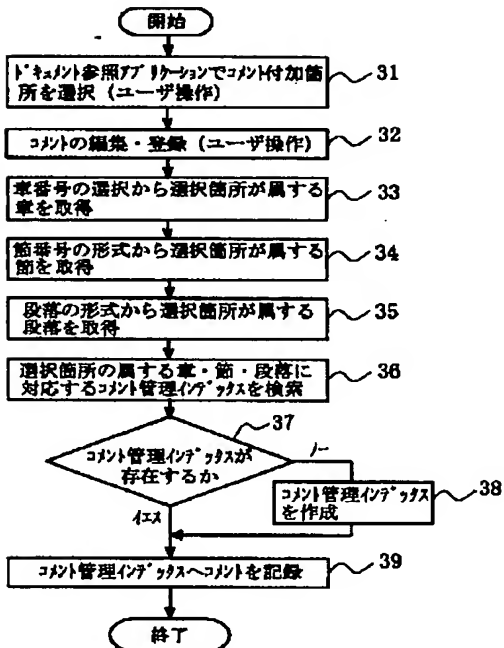 開始
ドキュメント参照アプリケーションでコメント付加箇
所を選択（ユーザ操作）
31
コメントの編集・登録（ユーザ操作）
32
章番号の選択から選択箇所が属する
章を取得
33
節番号の形式から選択箇所が属する
節を取得
34
段落の形式から選択箇所が属する
段落を取得
35
選択箇所の属する章・節・段落に
対応するコメント管理インデックスを検索
36
37
コメント管理インデックスが
存在するか
ノー
イエス
コメント管理インデックス
を作成
38
コメント管理インデックスへコメントを記録
39
終了